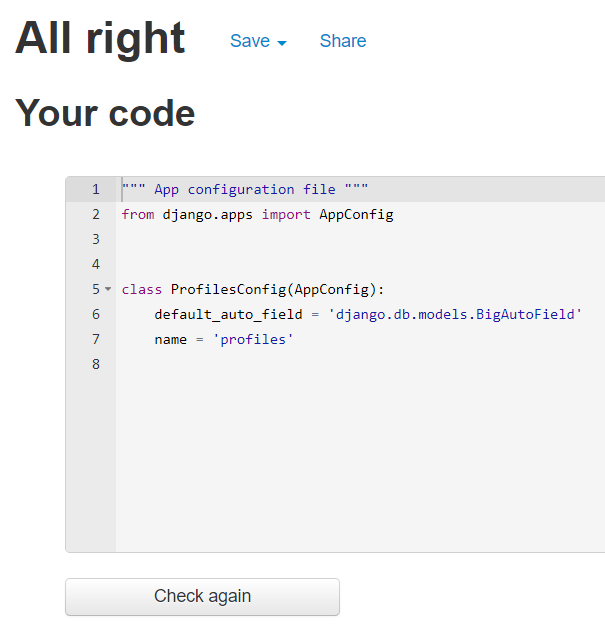 All right Save Share
Your code
1 """ App configuration file """
2 from django.apps import AppConfig
3
4
5 class ProfilesConfig(AppConfig):
6     default_auto_field = 'django.db.models.BigAutoField'
7     name = 'profiles'
8
Check again